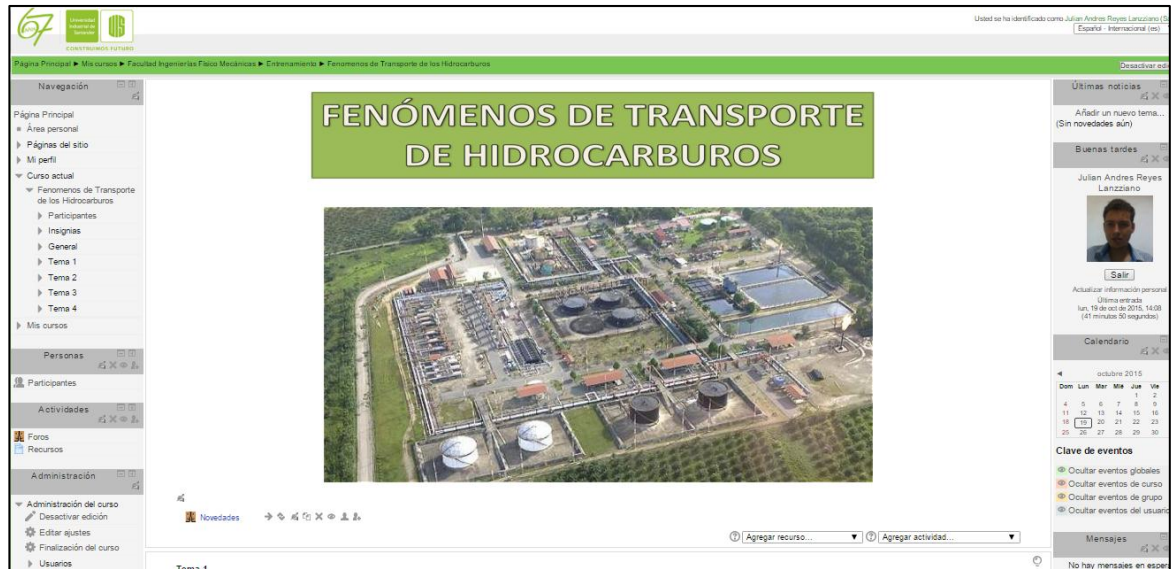 Universidad
Industrial de
Santander
UIS
CONSTRUIMOS FUTURO
Usted se ha identificado como Julian Andres Reyes Lanzziano (S
Español - Internacional (es)
Página Principal ► Mis cursos ► Facultad Ingenierías Físico Mecánicas ► Entrenamiento ► Fenomenos de Transporte de los Hidrocarburos
Desactivar edi
Navegación
Página Principal
Área personal
Páginas del sitio
Mi perfil
Curso actual
Fenomenos de Transporte
de los Hidrocarburos
Participantes
Insignias
General
Tema 1
Tema 2
Tema 3
Tema 4
Mis cursos
Personas
Participantes
Actividades
Foros
Recursos
Administración
Administración del curso
Desactivar edición
Editar ajustes
Finalización del curso
Usuarios
FENÓMENOS DE TRANSPORTE
DE HIDROCARBUROS
Novedades
Agregar recurso...
Agregar actividad...
Tema 1
Últimas noticias
Añadir un nuevo tema...
(Sin novedades aún)
Buenas tardes
Julian Andres Reyes
Lanzziano
Salir
Actualizar información personal
Última entrada
lun, 19 de oct de 2015, 14:08
(41 minutos 50 segundos)
Calendario
◄ octubre 2015
Dom Lun Mar Mié Jue Vie
1 2
4 5 6 7 8 9
11 12 13 14 15 16
18 19 20 21 22 23
25 26 27 28 29 30
Clave de eventos
Ocultar eventos globales
Ocultar eventos de curso
Ocultar eventos de grupo
Ocultar eventos del usuario
Mensajes
No hay mensajes en esper